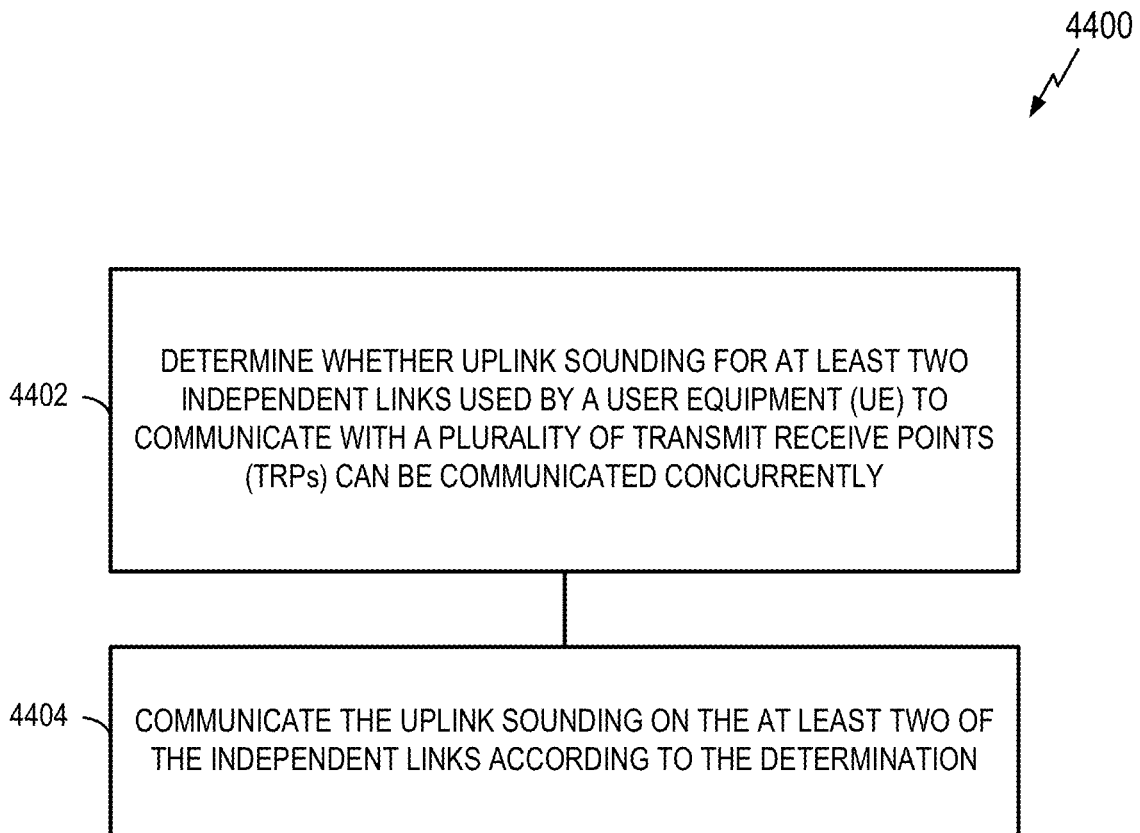 4400
4402
DETERMINE WHETHER UPLINK SOUNDING FOR AT LEAST TWO
INDEPENDENT LINKS USED BY A USER EQUIPMENT (UE) TO
COMMUNICATE WITH A PLURALITY OF TRANSMIT RECEIVE POINTS
(TRPs) CAN BE COMMUNICATED CONCURRENTLY
4404
COMMUNICATE THE UPLINK SOUNDING ON THE AT LEAST TWO OF
THE INDEPENDENT LINKS ACCORDING TO THE DETERMINATION